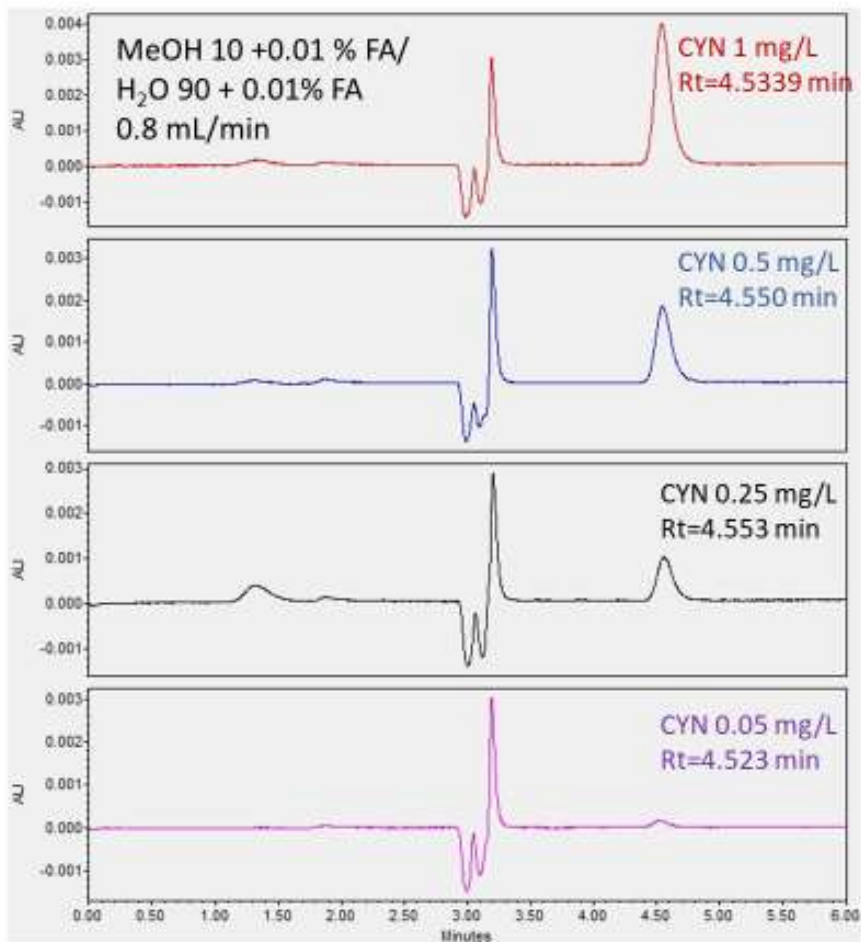 MeOH 10 +0.01 % FA/
H₂O 90 + 0.01% FA
0.8 mL/min
CYN 1 mg/L
Rt=4.5339 min
0.004
0.003
0.002
0.001
0.000
-0.001
AU
CYN 0.5 mg/L
Rt=4.550 min
0.003
0.002
0.001
0.000
-0.001
AU
CYN 0.25 mg/L
Rt=4.553 min
0.003
0.002
0.001
0.000
-0.001
AU
CYN 0.05 mg/L
Rt=4.523 min
0.003
0.002
0.001
0.000
-0.001
AU
0.00 0.50 1.00 1.50 2.00 2.50 3.00 3.50 4.00 4.50 5.00 5.50 6.00
Minutes